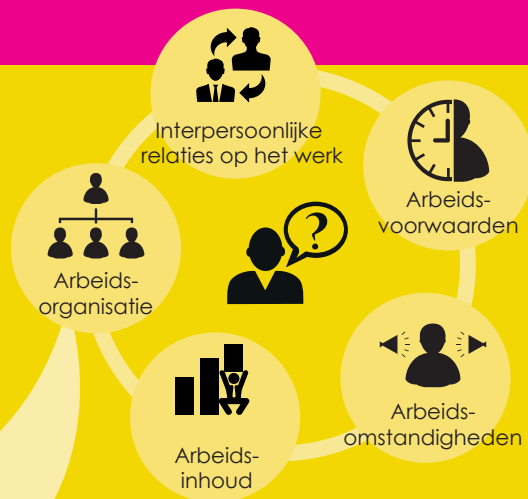 Interpersoonlijke
relaties op het werk
Arbeids-
voorwaarden
Arbeids-
omstandigheden
Arbeids-
inhoud
Arbeids-
organisatie
?